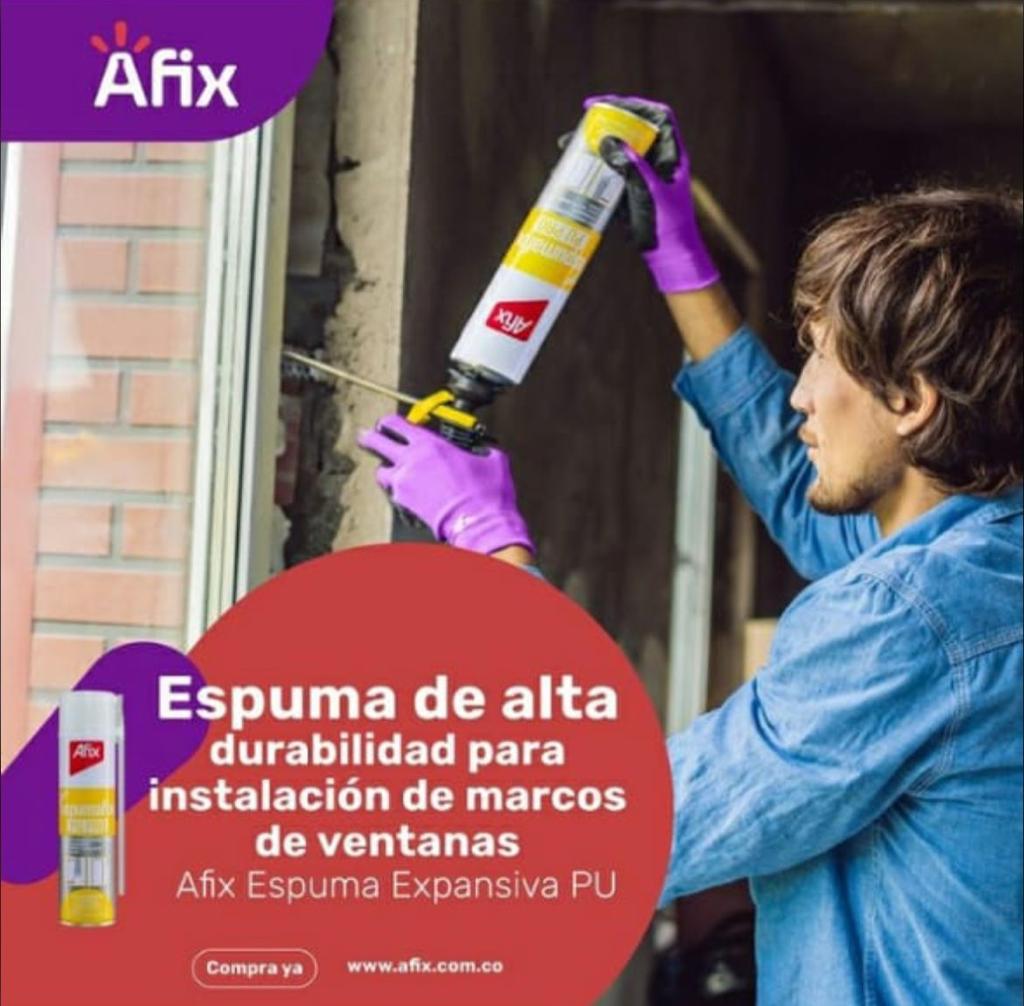 Afix
Afix
Afix
Espuma de alta
durabilidad para
instalación de marcos
de ventanas
Afix Espuma Expansiva PU
Compra ya
www.afix.com.co